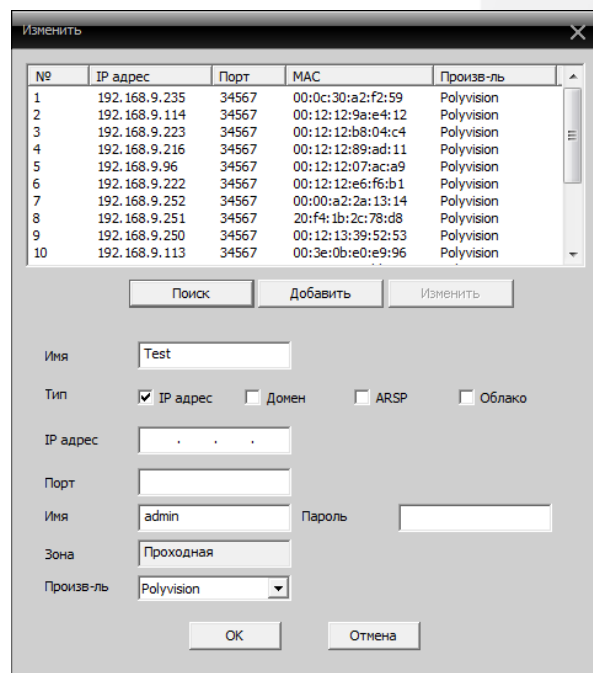 Изменить
№ IP адрес Порт MAC Произв-ль
1 192.168.9.235 34567 00:0c:30:a2:f2:59 Polyvision
2 192.168.9.114 34567 00:12:12:9a:e4:12 Polyvision
3 192.168.9.223 34567 00:12:12:b8:04:c4 Polyvision
4 192.168.9.216 34567 00:12:12:89:ad:11 Polyvision
5 192.168.9.96 34567 00:12:12:07:ac:a9 Polyvision
6 192.168.9.222 34567 00:12:12:e6:f6:b1 Polyvision
7 192.168.9.252 34567 00:00:a2:2a:13:14 Polyvision
8 192.168.9.251 34567 20:f4:1b:2c:78:d8 Polyvision
9 192.168.9.250 34567 00:12:13:39:52:53 Polyvision
10 192.168.9.113 34567 00:3e:0b:e0:e9:96 Polyvision
Поиск Добавить Изменить
Имя Test
Тип IP адрес Домен ARSP Облако
IP адрес . . .
Порт
Имя admin Пароль
Зона Проходная
Произв-ль Polyvision
OK Отмена